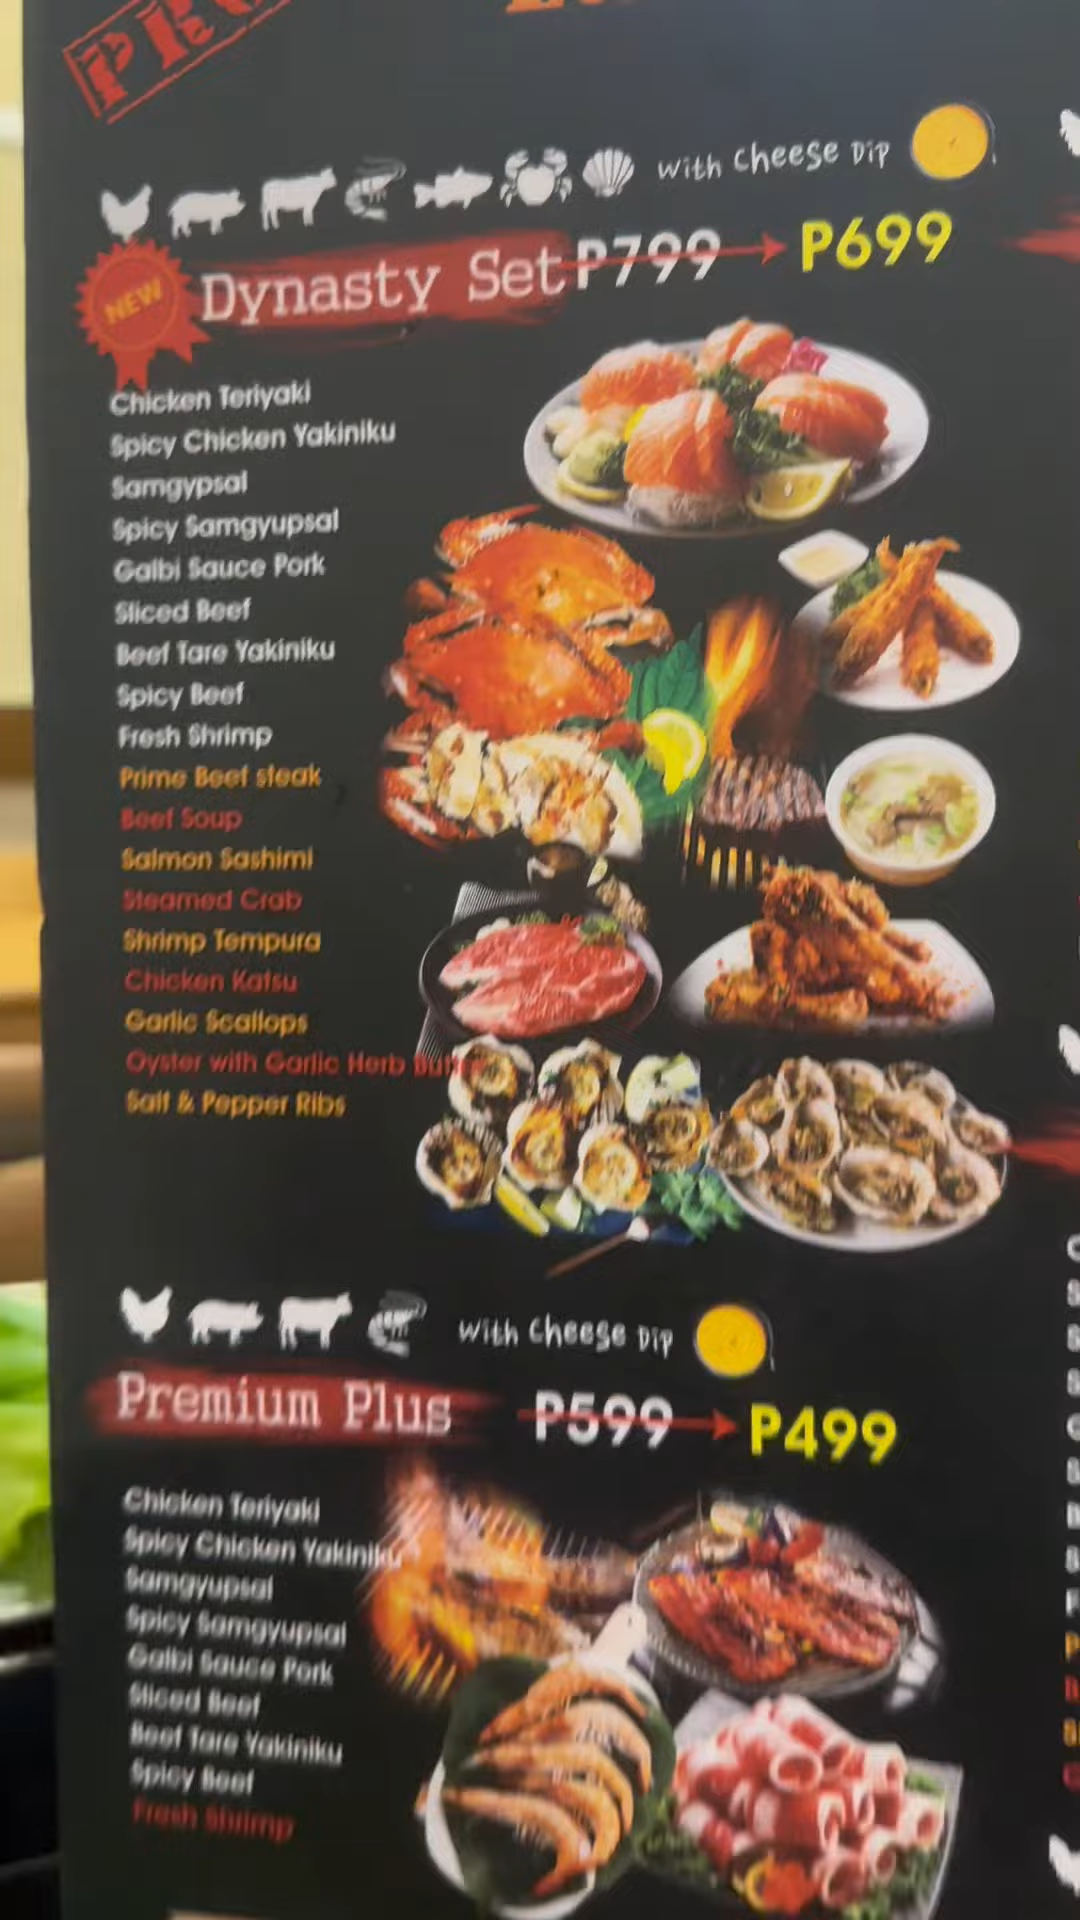 with Cheese Dip
NEW
Dynasty Set P799 P699
Chicken Teriyaki
Spicy Chicken Yakiniku
Samgypsal
Spicy Samgyupsal
Galbi Sauce Pork
Sliced Beef
Beef Tare Yakiniku
Spicy Beef
Fresh Shrimp
Prime Beef steak
Beef Soup
Salmon Sashimi
Steamed Crab
Shrimp Tempura
Chicken Katsu
Garlic Scallops
Oyster with Garlic Herb
Salt & Pepper Ribs
with Cheese Dip
Premium Plus P599 P499
Chicken Teriyaki
Spicy Chicken Yakiniku
Samgyupsal
Spicy Samgyupsal
Galbi Sauce Pork
Sliced Beef
Beef Tare Yakiniku
Spicy Beef
Fresh Shrimp